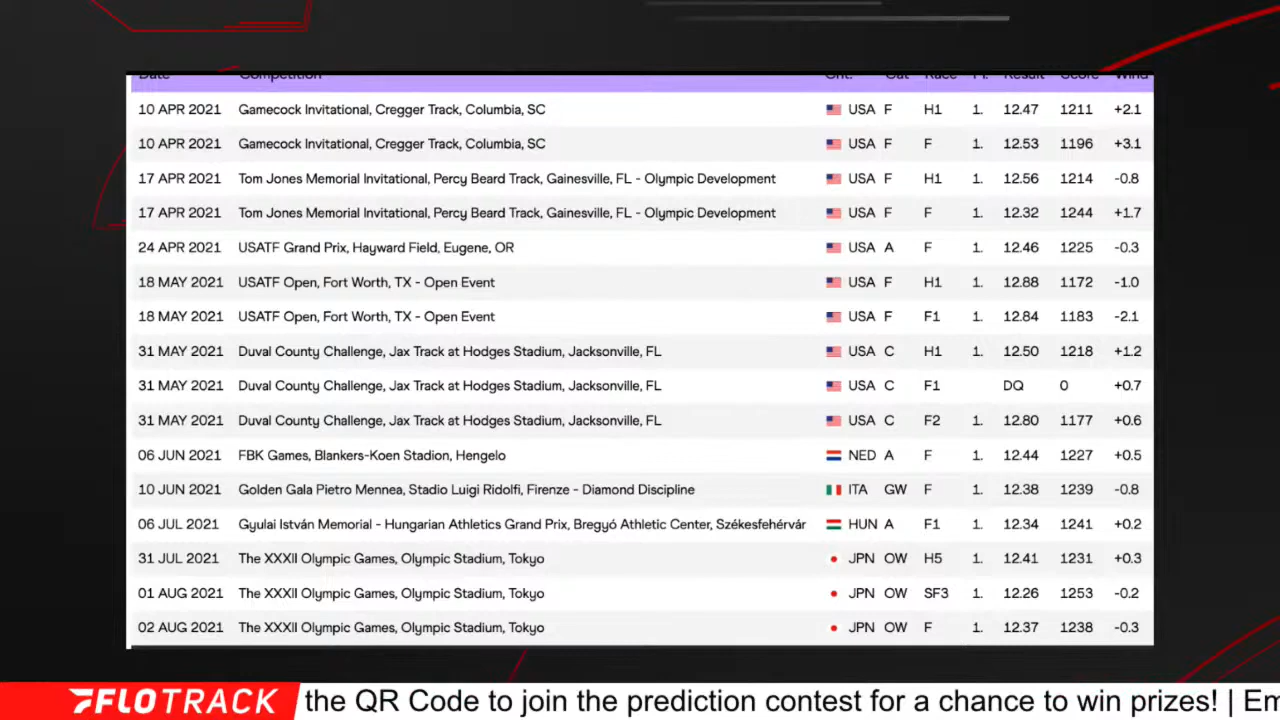 Date Competition Cnt. Cat Race Pl. Result Score Wind
10 APR 2021 Gamecock Invitational, Cregger Track, Columbia, SC USA F H1 1. 12.47 1211 +2.1
10 APR 2021 Gamecock Invitational, Cregger Track, Columbia, SC USA F F 1. 12.53 1196 +3.1
17 APR 2021 Tom Jones Memorial Invitational, Percy Beard Track, Gainesville, FL - Olympic Development USA F H1 1. 12.56 1214 -0.8
17 APR 2021 Tom Jones Memorial Invitational, Percy Beard Track, Gainesville, FL - Olympic Development USA F F 1. 12.32 1244 +1.7
24 APR 2021 USATF Grand Prix, Hayward Field, Eugene, OR USA A F 1. 12.46 1225 -0.3
18 MAY 2021 USATF Open, Fort Worth, TX - Open Event USA F H1 1. 12.88 1172 -1.0
18 MAY 2021 USATF Open, Fort Worth, TX - Open Event USA F F1 1. 12.84 1183 -2.1
31 MAY 2021 Duval County Challenge, Jax Track at Hodges Stadium, Jacksonville, FL USA C H1 1. 12.50 1218 +1.2
31 MAY 2021 Duval County Challenge, Jax Track at Hodges Stadium, Jacksonville, FL USA C F1 DQ 0 +0.7
31 MAY 2021 Duval County Challenge, Jax Track at Hodges Stadium, Jacksonville, FL USA C F2 1. 12.80 1177 +0.6
06 JUN 2021 FBK Games, Blankers-Koen Stadion, Hengelo NED A F 1. 12.44 1227 +0.5
10 JUN 2021 Golden Gala Pietro Mennea, Stadio Luigi Ridolfi, Firenze - Diamond Discipline ITA GW F 1. 12.38 1239 -0.8
06 JUL 2021 Gyulai István Memorial - Hungarian Athletics Grand Prix, Bregyó Athletic Center, Székesfehérvár HUN A F1 1. 12.34 1241 +0.2
31 JUL 2021 The XXXII Olympic Games, Olympic Stadium, Tokyo JPN OW H5 1. 12.41 1231 +0.3
01 AUG 2021 The XXXII Olympic Games, Olympic Stadium, Tokyo JPN OW SF3 1. 12.26 1253 -0.2
02 AUG 2021 The XXXII Olympic Games, Olympic Stadium, Tokyo JPN OW F 1. 12.37 1238 -0.3
FLOTRACK the QR Code to join the prediction contest for a chance to win prizes! | Em